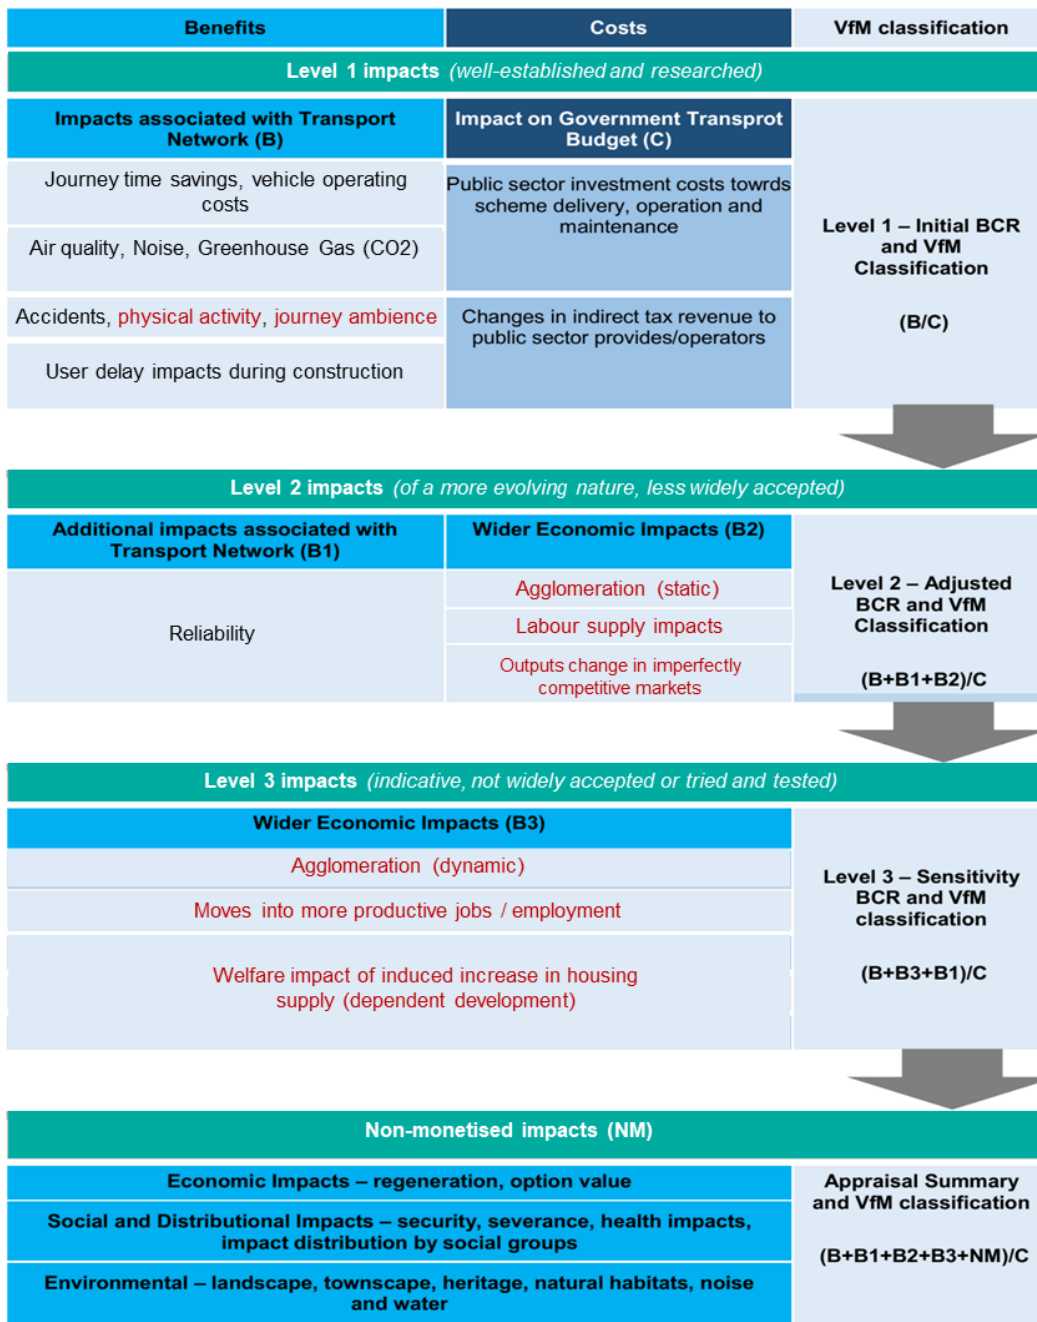 Benefits
Costs
VfM classification
Level 1 impacts (well-established and researched)
Impacts associated with Transport
Network (B)
Impact on Government Transprot
Budget (C)
Journey time savings, vehicle operating
costs
Air quality, Noise, Greenhouse Gas (CO2)
Accidents, physical activity, journey ambience
User delay impacts during construction
Public sector investment costs towrds
scheme delivery, operation and
maintenance
Changes in indirect tax revenue to
public sector provides/operators
Level 1 – Initial BCR
and VfM
Classification
(B/C)
Level 2 impacts (of a more evolving nature, less widely accepted)
Additional impacts associated with
Transport Network (B1)
Wider Economic Impacts (B2)
Reliability
Agglomeration (static)
Labour supply impacts
Outputs change in imperfectly
competitive markets
Level 2 – Adjusted
BCR and VfM
Classification
(B+B1+B2)/C
Level 3 impacts (indicative, not widely accepted or tried and tested)
Wider Economic Impacts (B3)
Agglomeration (dynamic)
Moves into more productive jobs / employment
Welfare impact of induced increase in housing
supply (dependent development)
Level 3 – Sensitivity
BCR and VfM
classification
(B+B3+B1)/C
Non-monetised impacts (NM)
Economic Impacts – regeneration, option value
Social and Distributional Impacts – security, severance, health impacts,
impact distribution by social groups
Environmental – landscape, townscape, heritage, natural habitats, noise
and water
Appraisal Summary
and VfM classification
(B+B1+B2+B3+NM)/C